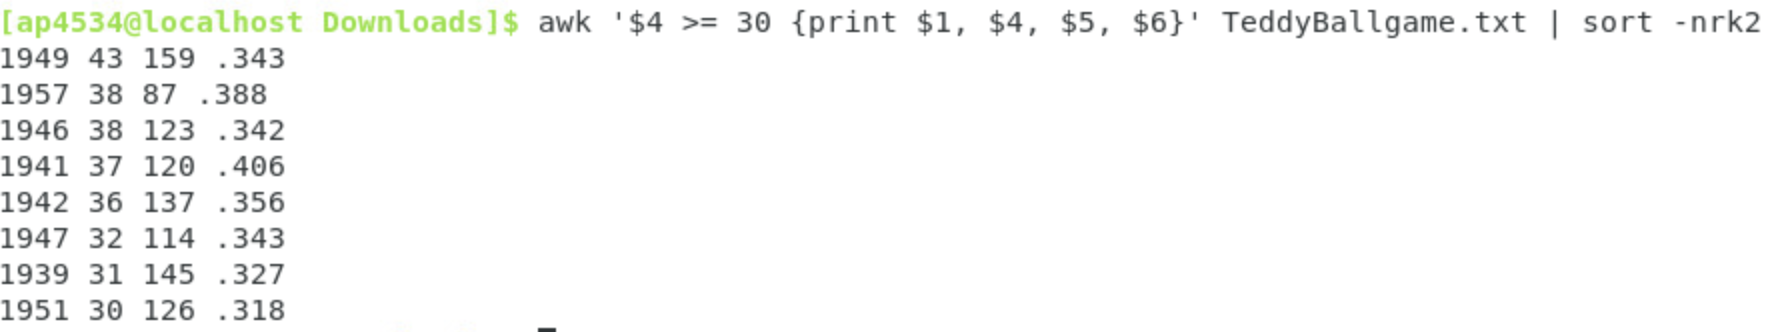 [ap4534@localhost Downloads]$ awk '$4 >= 30 {print $1, $4, $5, $6}' TeddyBallgame.txt | sort -nrk2
1949 43 159 .343
1957 38 87 .388
1946 38 123 .342
1941 37 120 .406
1942 36 137 .356
1947 32 114 .343
1939 31 145 .327
1951 30 126 .318